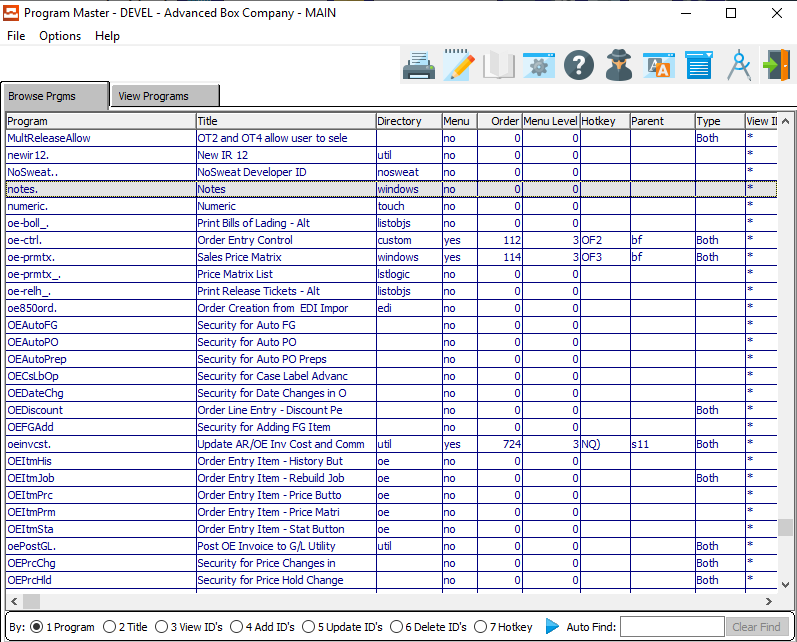 Program Master - DEVEL - Advanced Box Company - MAIN
File Options Help
Browse Prgms View Programs
Program Title Directory Menu Order Menu Level Hotkey Parent Type View I
MultReleaseAllow OT2 and OT4 allow user to sele no 0 0 Both *
newir12. New IR 12 util no 0 0 *
NoSweat.. NoSweat Developer ID nosweat no 0 0 *
notes. Notes windows no 0 0 *
numeric. Numeric touch no 0 0 *
oe-boll_. Print Bills of Lading - Alt listobjs no 0 0 *
oe-ctrl. Order Entry Control custom yes 112 3 OF2 bf Both *
oe-prmtx. Sales Price Matrix windows yes 114 3 OF3 bf Both *
oe-prmtx_. Price Matrix List lstlogic no 0 0 *
oe-relh_. Print Release Tickets - Alt listobjs no 0 0 *
oe850ord. Order Creation from EDI Impor edi no 0 0 *
OEAutoFG Security for Auto FG no 0 0 *
OEAutoPO Security for Auto PO no 0 0 *
OEAutoPrep Security for Auto PO Preps no 0 0 *
OECsLbOp Security for Case Label Advanc no 0 0 *
OEDateChg Security for Date Changes in O no 0 0 *
OEDiscount Order Line Entry - Discount Pe no 0 0 Both *
OEFGAdd Security for Adding FG Item no 0 0 *
oeinvcst. Update AR/OE Inv Cost and Comm util yes 724 3 NQ) s11 Both *
OEItmHis Order Entry Item - History But oe no 0 0 *
OEItmJob Order Entry Item - Rebuild Job oe no 0 0 Both *
OEItmPrc Order Entry Item - Price Butto oe no 0 0 *
OEItmPrm Order Entry Item - Price Matri oe no 0 0 *
OEItmSta Order Entry Item - Stat Button oe no 0 0 *
oePostGL. Post OE Invoice to G/L Utility util no 0 0 Both *
OEPrcChg Security for Price Changes in no 0 0 Both *
OEPrcHld Security for Price Hold Change no 0 0 Both *
By: 1 Program 2 Title 3 View ID's 4 Add ID's 5 Update ID's 6 Delete ID's 7 Hotkey Auto Find: Clear Find